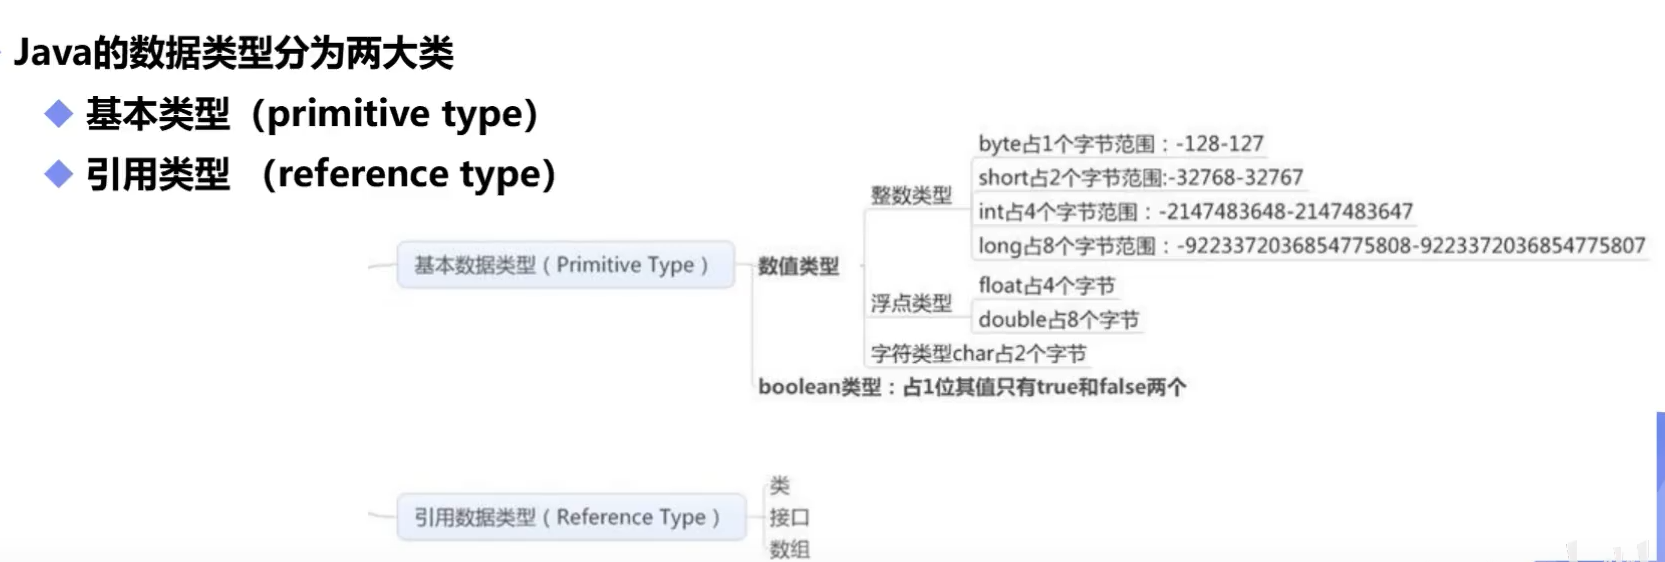 Java的数据类型分为两大类
基本类型（primitive type）
引用类型 （reference type）
byte占1个字节范围：-128-127
short占2个字节范围:-32768-32767
整数类型
int占4个字节范围：-2147483648-2147483647
long占8个字节范围：-9223372036854775808-9223372036854775807
基本数据类型 ( Primitive Type )
数值类型
float占4个字节
浮点类型
double占8个字节
字符类型char占2个字节
boolean类型：占1位其值只有true和false两个
类
引用数据类型 ( Reference Type )
接口
数组